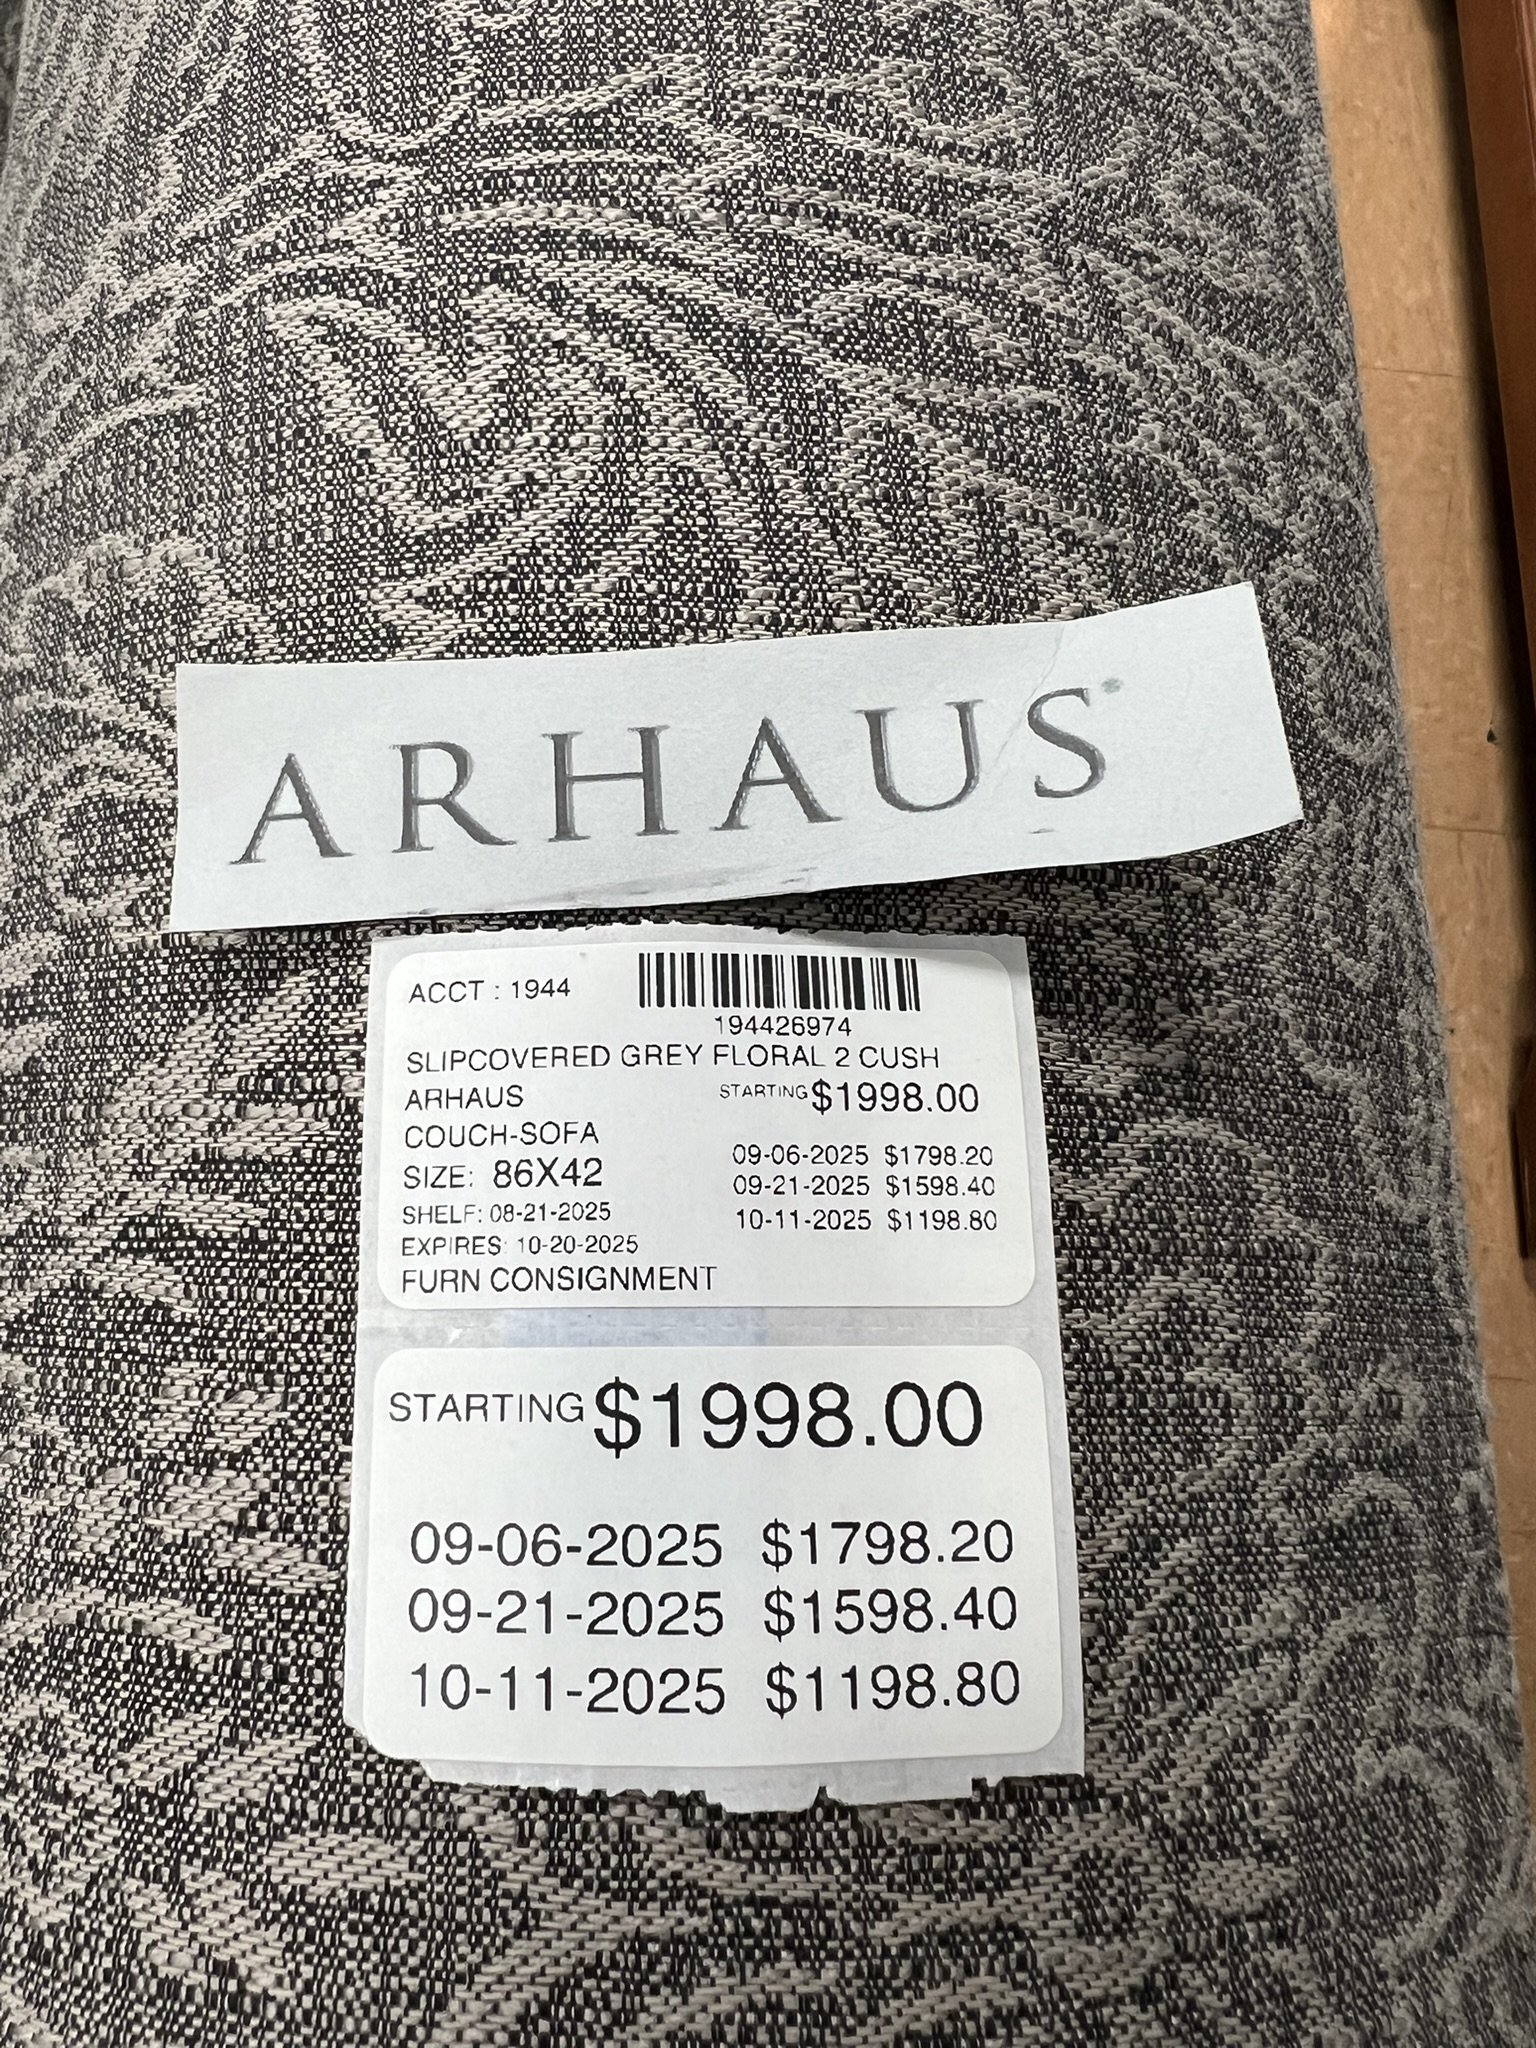 ARHAUS
ACCT : 1944
194426974
SLIPCOVERED GREY FLORAL 2 CUSH
ARHAUS STARTING $1998.00
COUCH-SOFA
SIZE: 86X42 09-06-2025 $1798.20
09-21-2025 $1598.40
SHELF: 08-21-2025 10-11-2025 $1198.80
EXPIRES: 10-20-2025
FURN CONSIGNMENT
STARTING $1998.00
09-06-2025 $1798.20
09-21-2025 $1598.40
10-11-2025 $1198.80